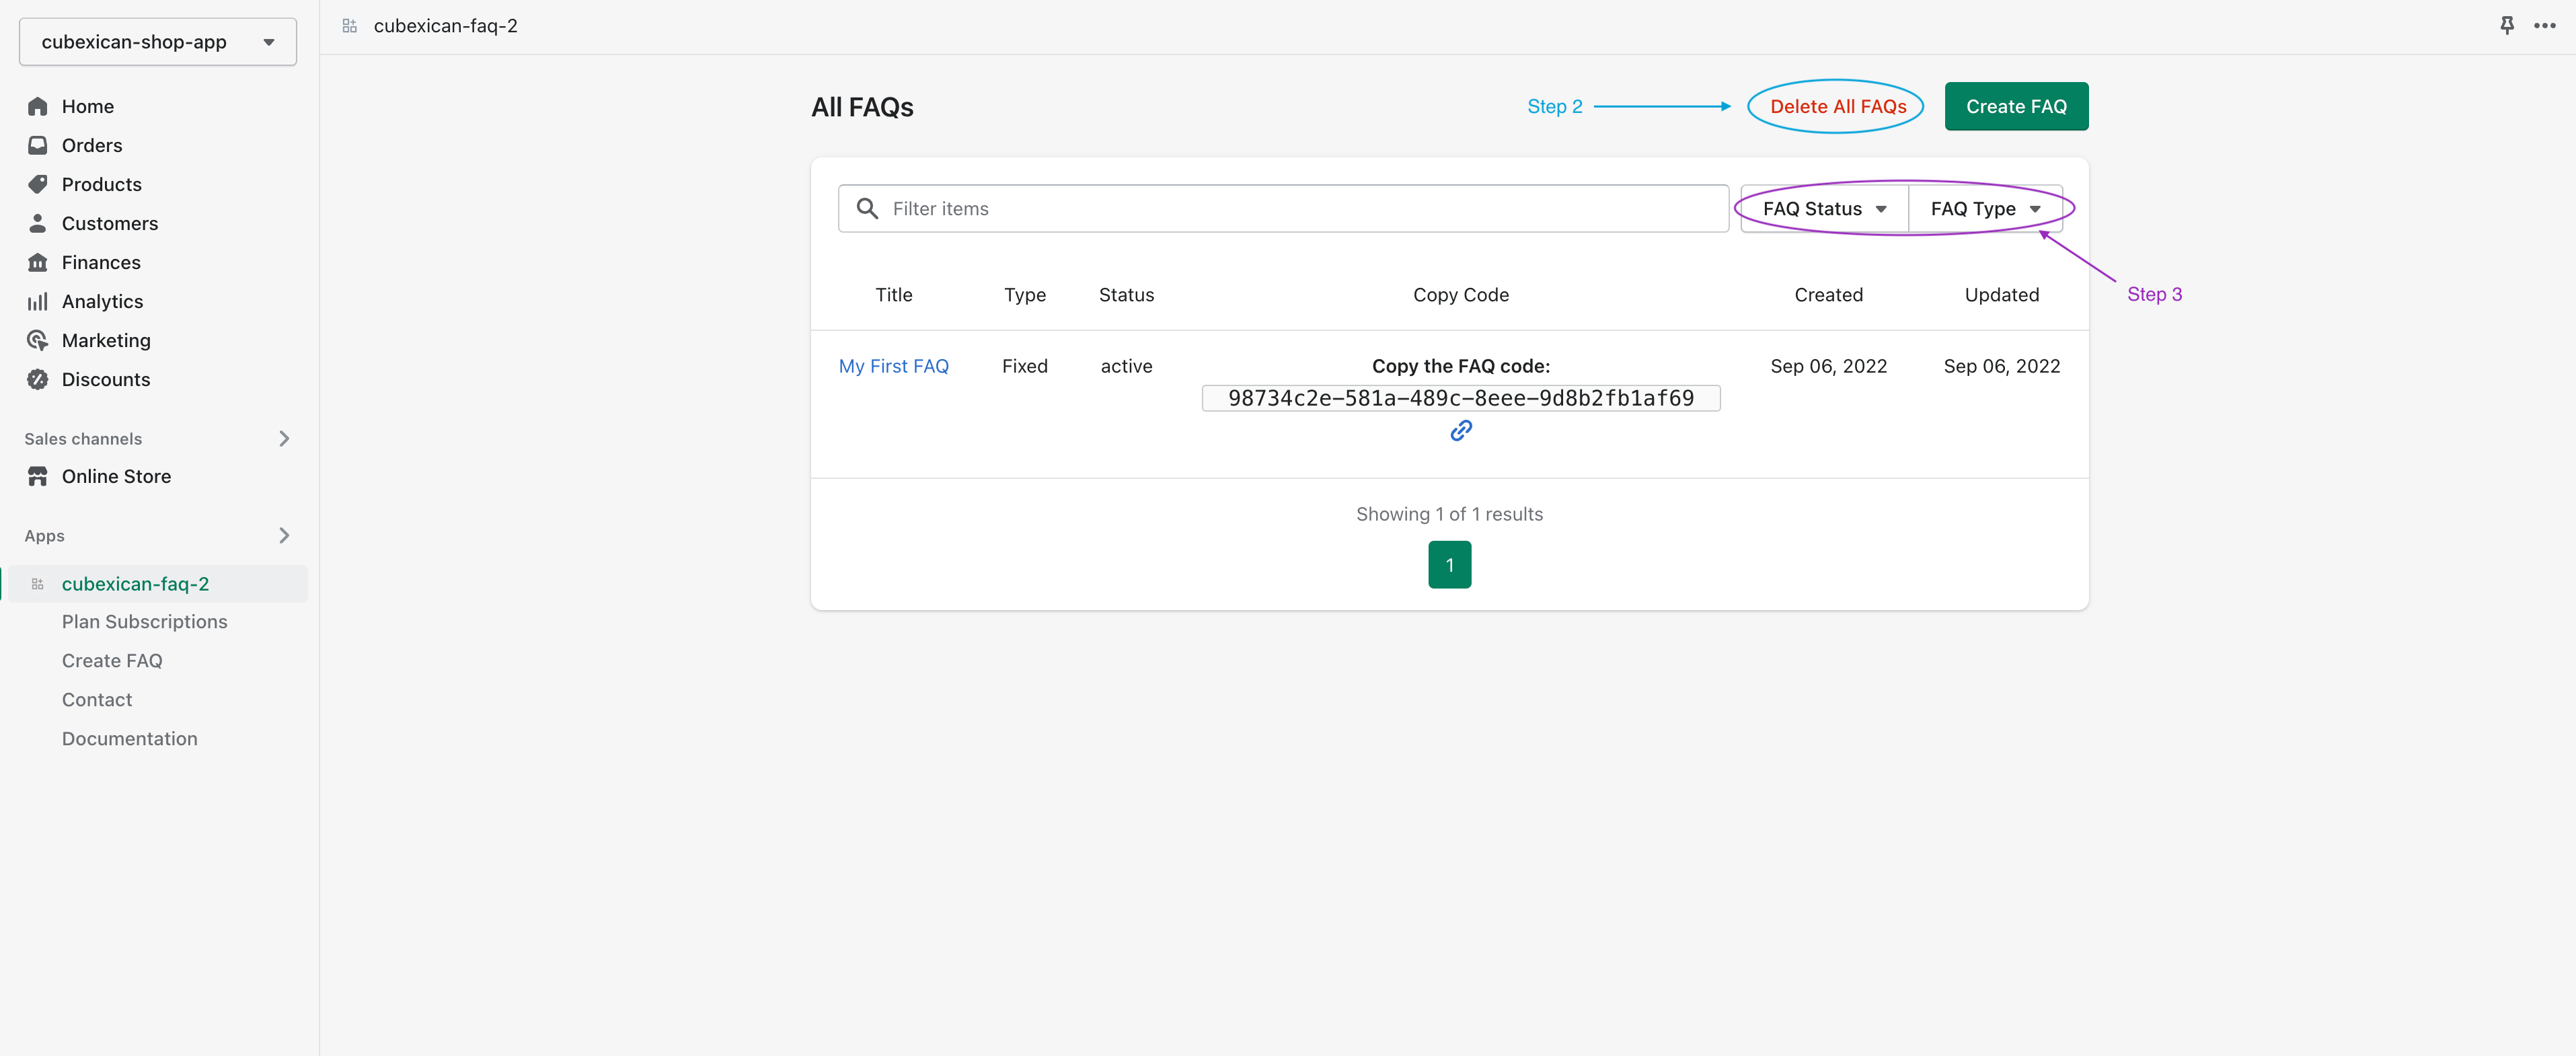 cubexican-shop-app
cubexican-faq-2
Home
Orders
Products
Customers
Finances
Analytics
Marketing
Discounts
Sales channels
Online Store
Apps
cubexican-faq-2
Plan Subscriptions
Create FAQ
Contact
Documentation
All FAQs
Step 2
Delete All FAQs
Create FAQ
Filter items
FAQ Status
FAQ Type
Step 3
Title Type Status Copy Code Created Updated
My First FAQ Fixed active Copy the FAQ code: Sep 06, 2022 Sep 06, 2022
98734c2e-581a-489c-8eee-9d8b2fb1af69
Showing 1 of 1 results
1